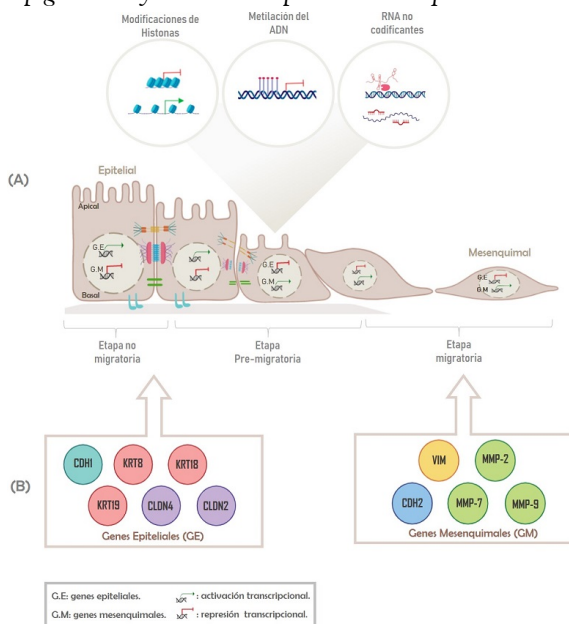 Modificaciones de
Histonas
Metilación del
ADN
RNA no
codificantes
(A)
Epitelial
Apical
G.E
G.M
Basal
G.E
G.M
Mesenquimal
G.E
G.M
Etapa no
migratoria
Etapa
Pre-migratoria
Etapa
migratoria
(B)
CDH1
KRT8
KRT18
KRT19
CLDN4
CLDN2
Genes Epiteliales (GE)
VIM
MMP-2
CDH2
MMP-7
MMP-9
Genes Mesenquimales (GM)
G.E: genes epiteliales.
: activación transcripcional.
G.M: genes mesenquimales.
: represión transcripcional.